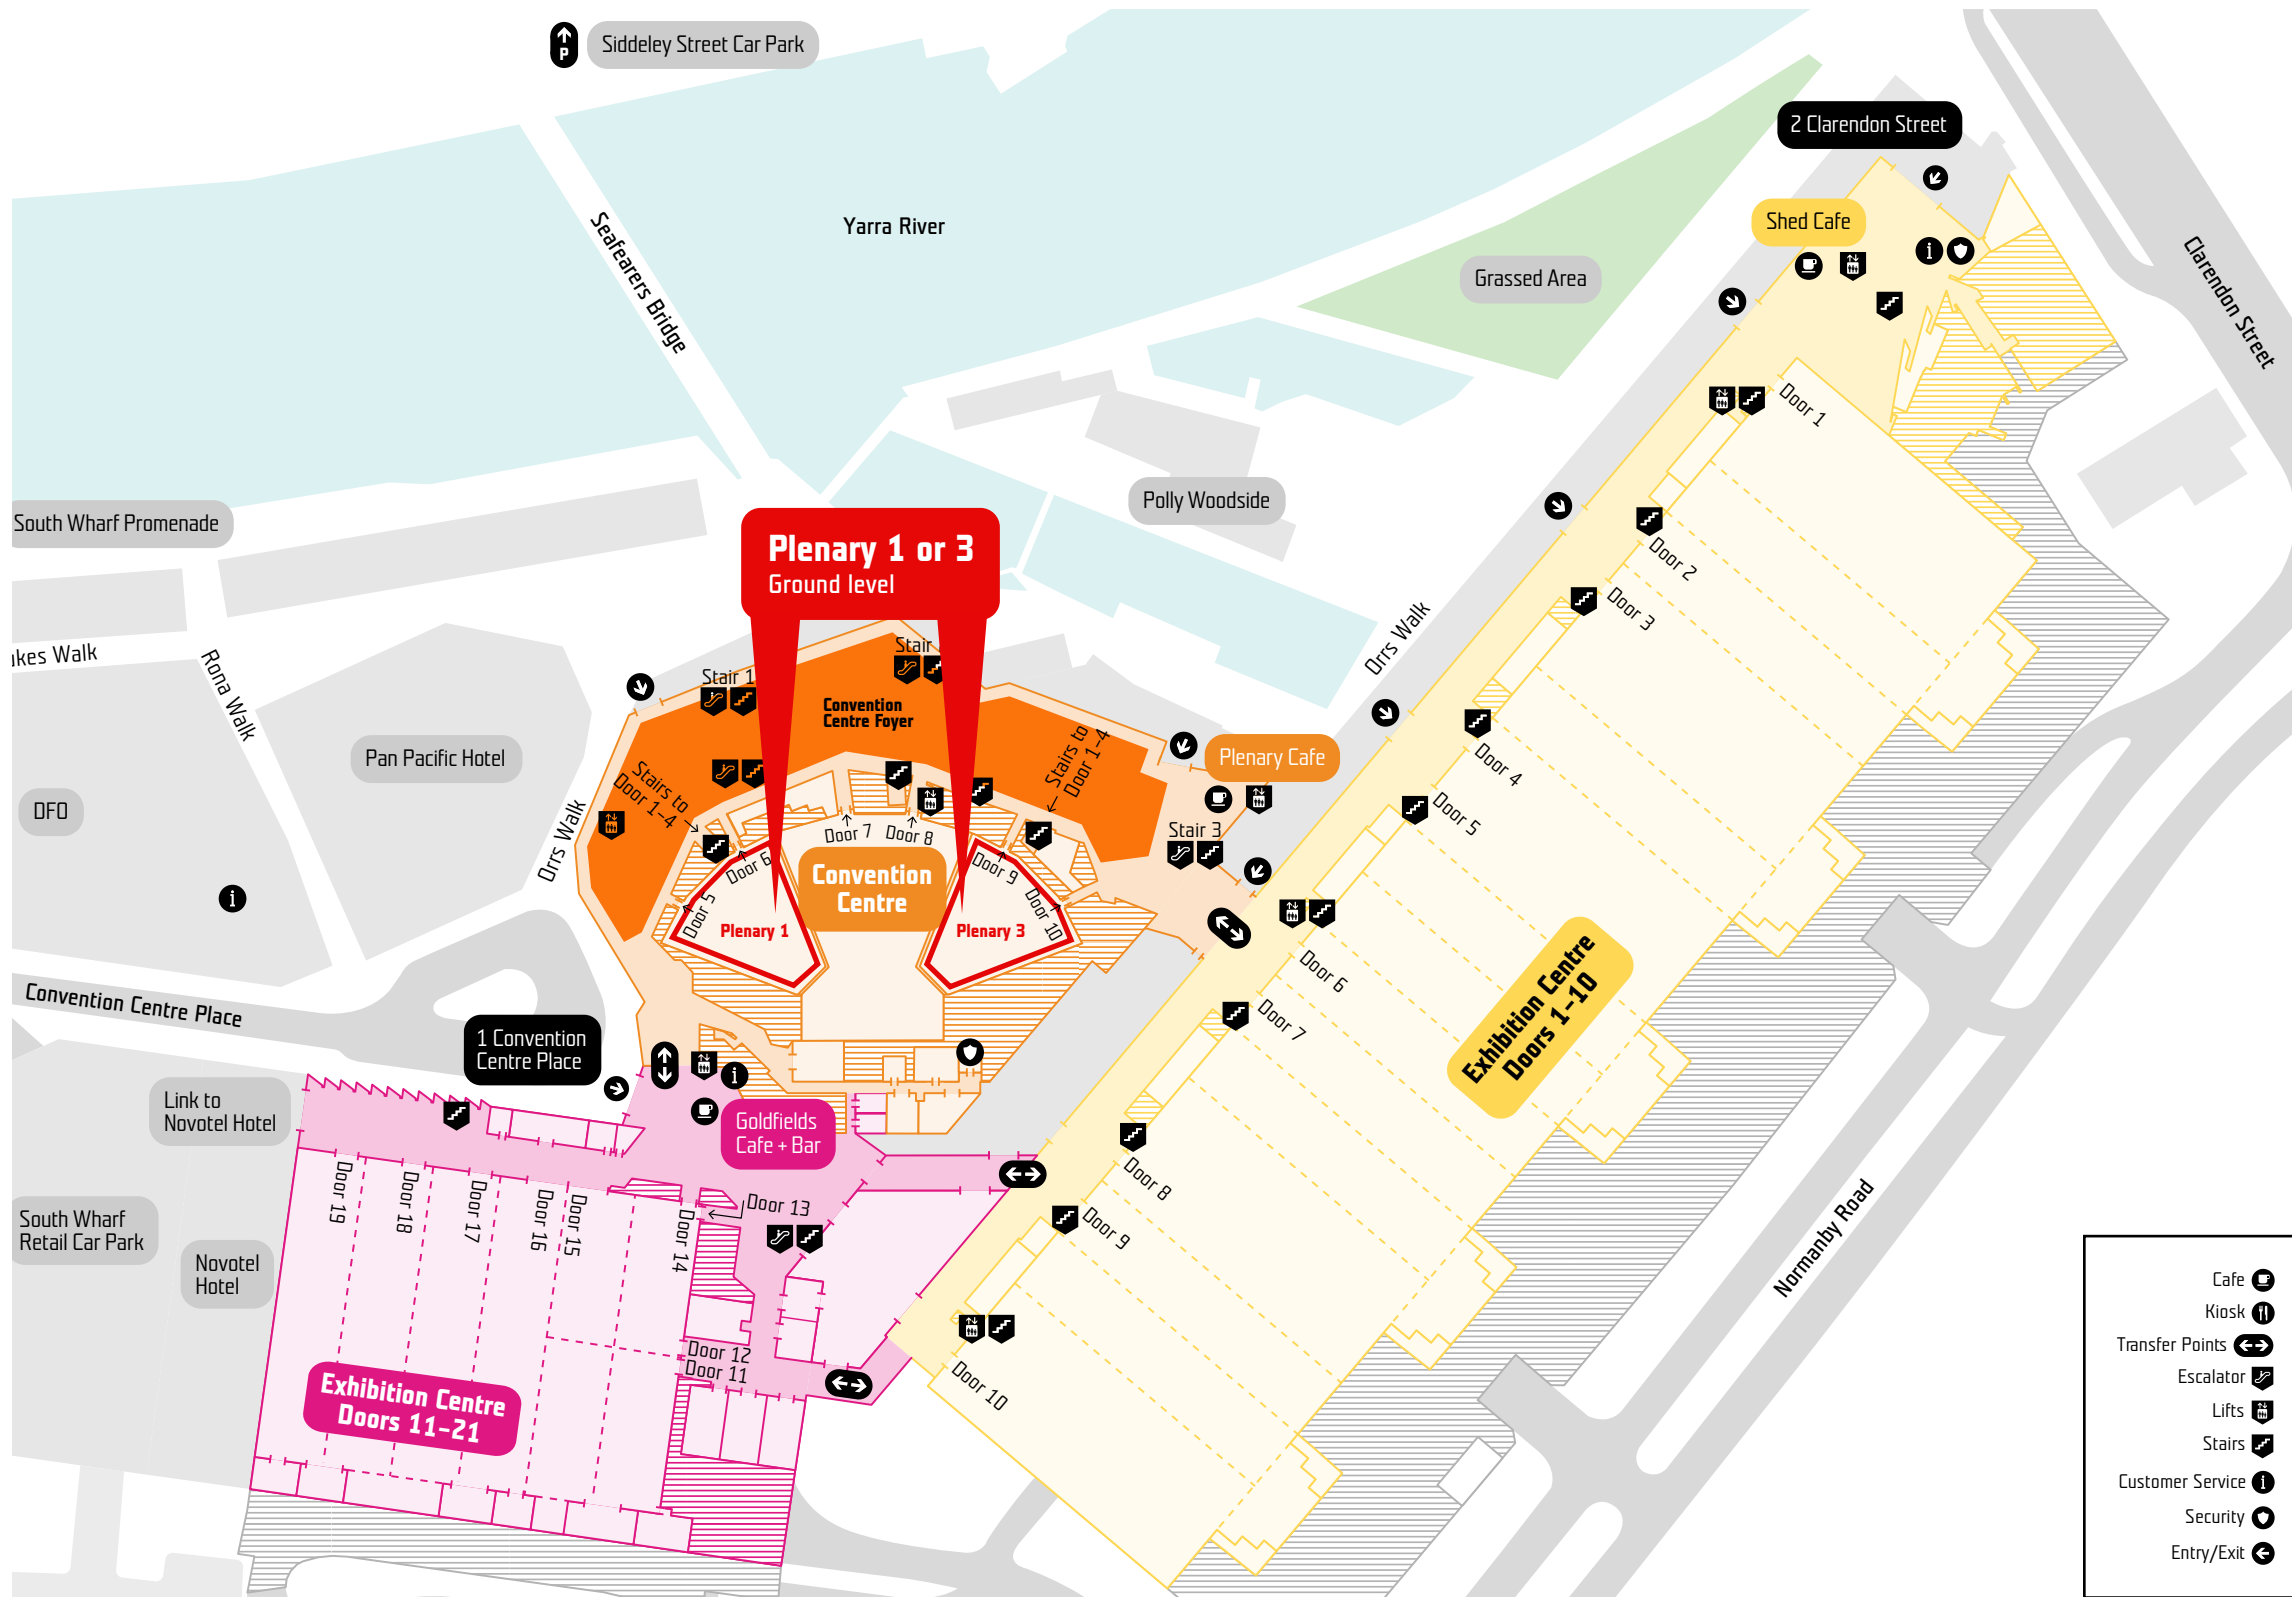 P
Siddeley Street Car Park
2 Clarendon Street
Shed Cafe
Yarra River
Seafearers Bridge
Grassed Area
Clarendon Street
Door 1
Polly Woodside
South Wharf Promenade
Plenary 1 or 3
Ground level
Door 2
Door 3
Orrs Walk
Rona Walk
Stair 1
Stair
Convention
Centre Foyer
Pan Pacific Hotel
Stairs to
Door 1-4
Stairs to
Door 1-4
Plenary Cafe
Door 4
Door 5
DFO
Orrs Walk
Door 7
Door 8
Stair 3
Door 6
Door 9
Convention
Centre
Door 5
Door 10
Plenary 1
Plenary 3
Door 6
Exhibition Centre
Doors 1-10
Convention Centre Place
Door 7
1 Convention
Centre Place
Link to
Novotel Hotel
Goldfields
Cafe + Bar
Door 8
Door 9
Door 19
Door 18
Door 17
Door 16
Door 15
Door 14
Door 13
South Wharf
Retail Car Park
Novotel
Hotel
Normanby Road
Door 12
Door 11
Door 10
Exhibition Centre
Doors 11-21
Cafe
Kiosk
Transfer Points
Escalator
Lifts
Stairs
Customer Service
Security
Entry/Exit